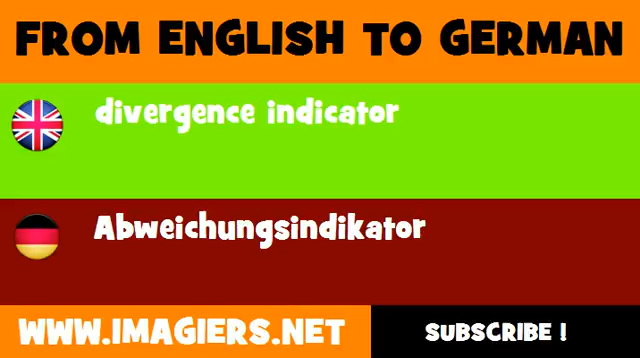 FROM ENGLISH TO GERMAN
divergence indicator
Abweichungsindikator
WWW.IMAGIERS.NET
SUBSCRIBE !